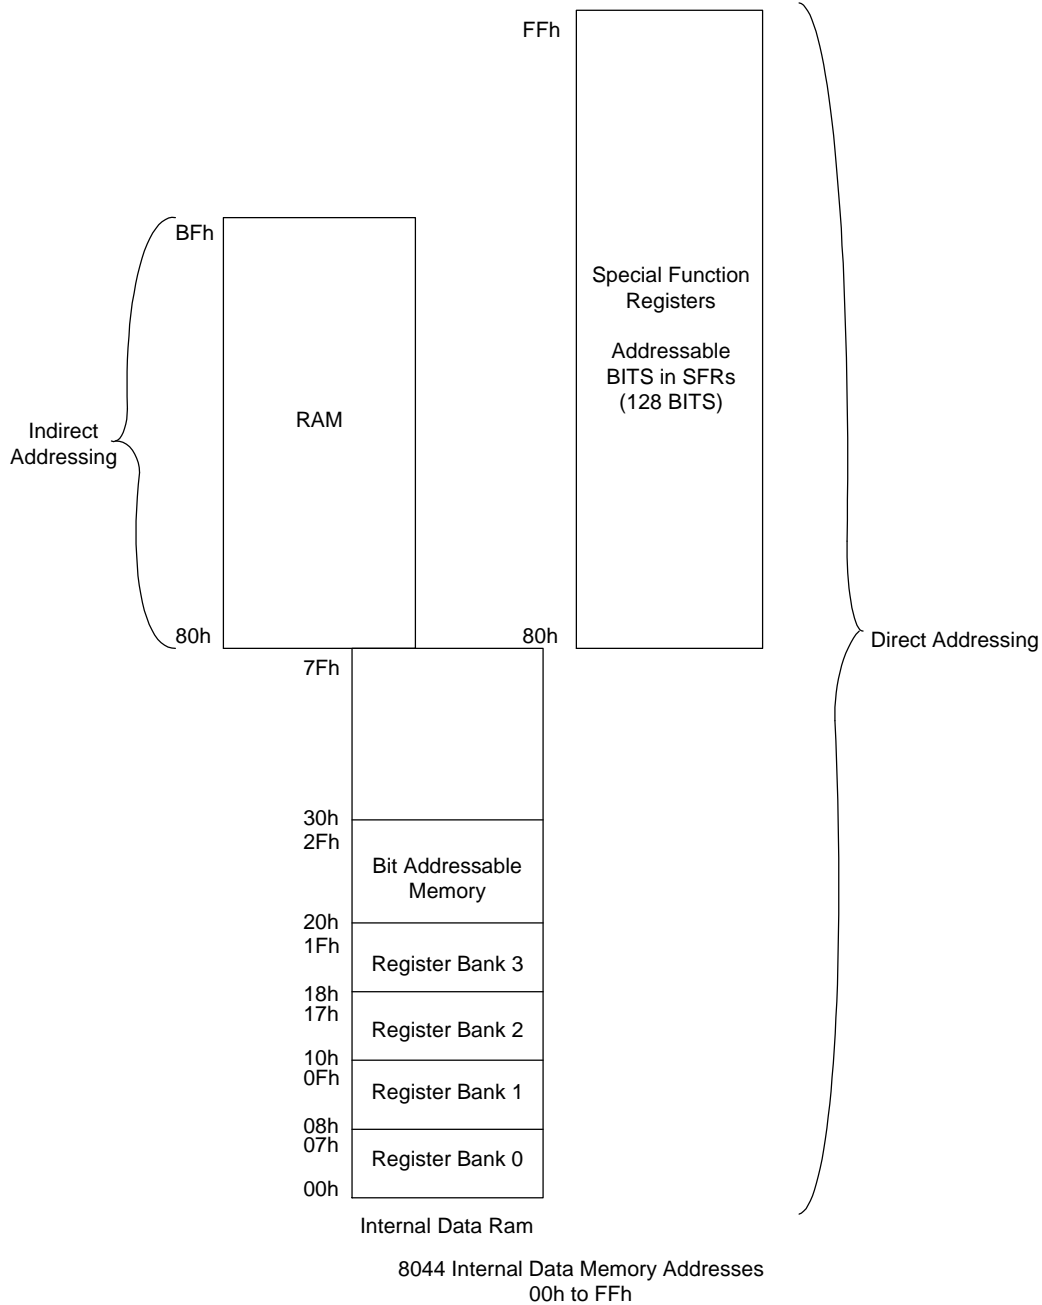 FFh
BFh
Special Function
Registers
Addressable
BITS in SFRs
(128 BITS)
RAM
Indirect
Addressing
80h
80h
Direct Addressing
7Fh
30h
2Fh
Bit Addressable
Memory
20h
1Fh
Register Bank 3
18h
17h
Register Bank 2
10h
0Fh
Register Bank 1
08h
07h
Register Bank 0
00h
Internal Data Ram
8044 Internal Data Memory Addresses
00h to FFh